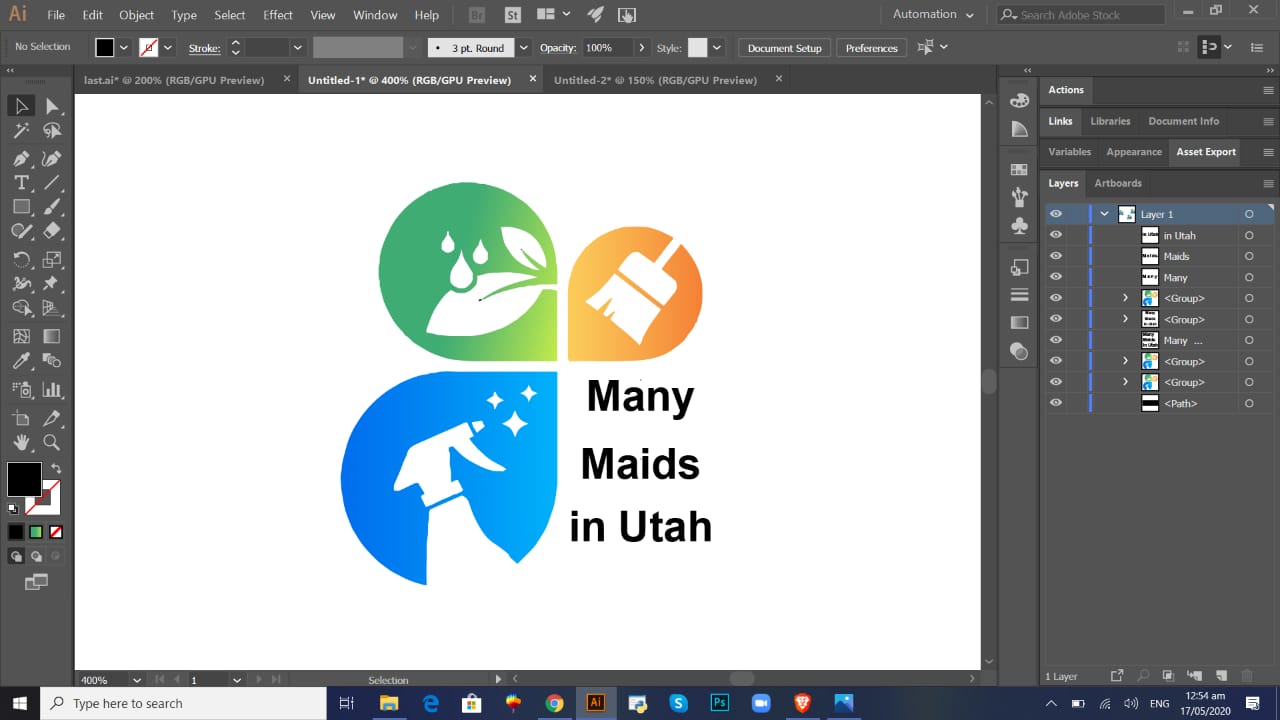 Ai File Edit Object Type Select Effect View Window Help Br St Automation Search Adobe Stock
No Selection Stroke: 3 pt. Round Opacity: 100% Style: Document Setup Preferences
last.ai* @ 200% (RGB/GPU Preview) Untitled-1* @ 400% (RGB/GPU Preview) Untitled-2* @ 150% (RGB/GPU Preview)
Many
Maids
in Utah
Actions
Links Libraries Document Info
Variables Appearance Asset Export
Layers Artboards
Layer 1
in Utah
Maids
Many
<Group>
<Group>
Many ...
<Group>
<Group>
<Path>
400% 1 Selection 1 Layer
Type here to search Ai Ps ENG 12:54 am
17/05/2020